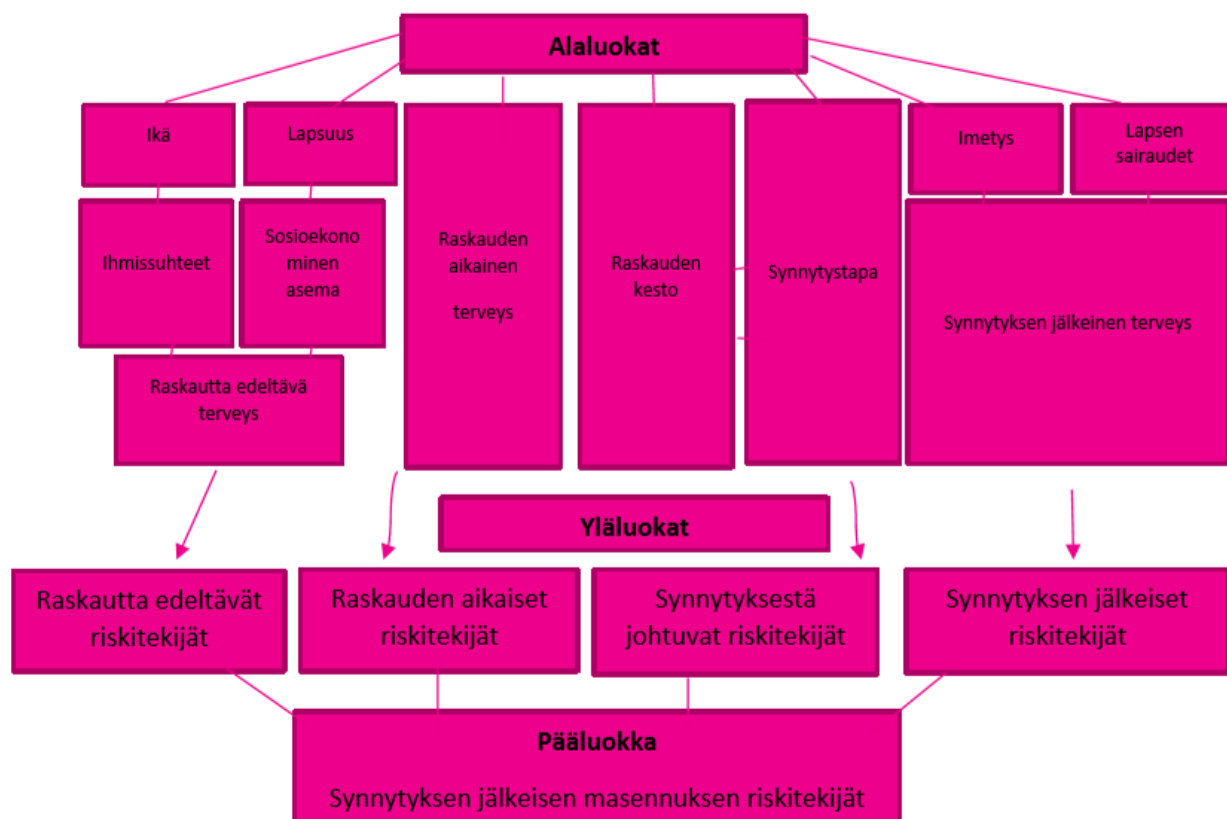 Alaluokat
Ikä
Lapsuus
Raskauden
aikainen
terveys
Raskauden
kesto
Synnytystapa
Imetys
Lapsen
sairaudet
Ihmissuhteet
Sosioekono
minen
asema
Synnytyksen jälkeinen terveys
Raskautta edeltävä
terveys
Yläluokat
Raskautta edeltävät
riskitekijät
Raskauden aikaiset
riskitekijät
Synnytyksestä
johtuvat riskitekijät
Synnytyksen jälkeiset
riskitekijät
Pääluokka
Synnytyksen jälkeisen masennuksen riskitekijät